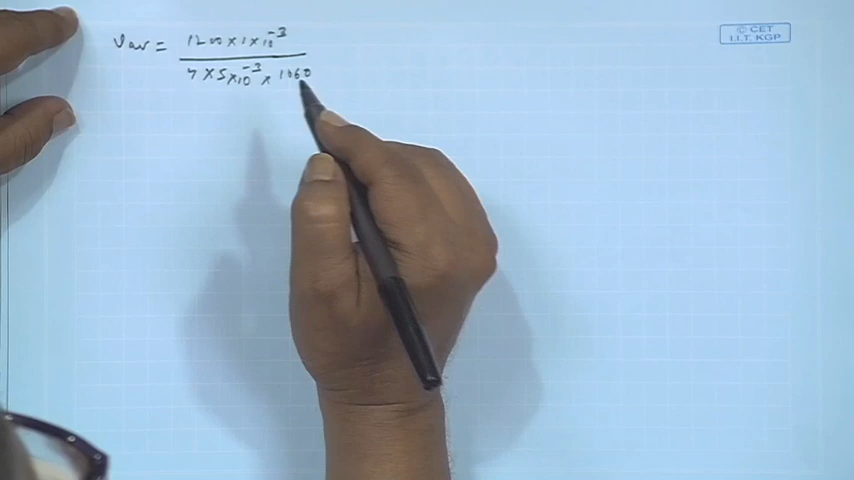 Vav = 1200 × 1 × 10⁻³
7 × 5 × 10⁻³ × 1060
© CET
I.I.T. KGP